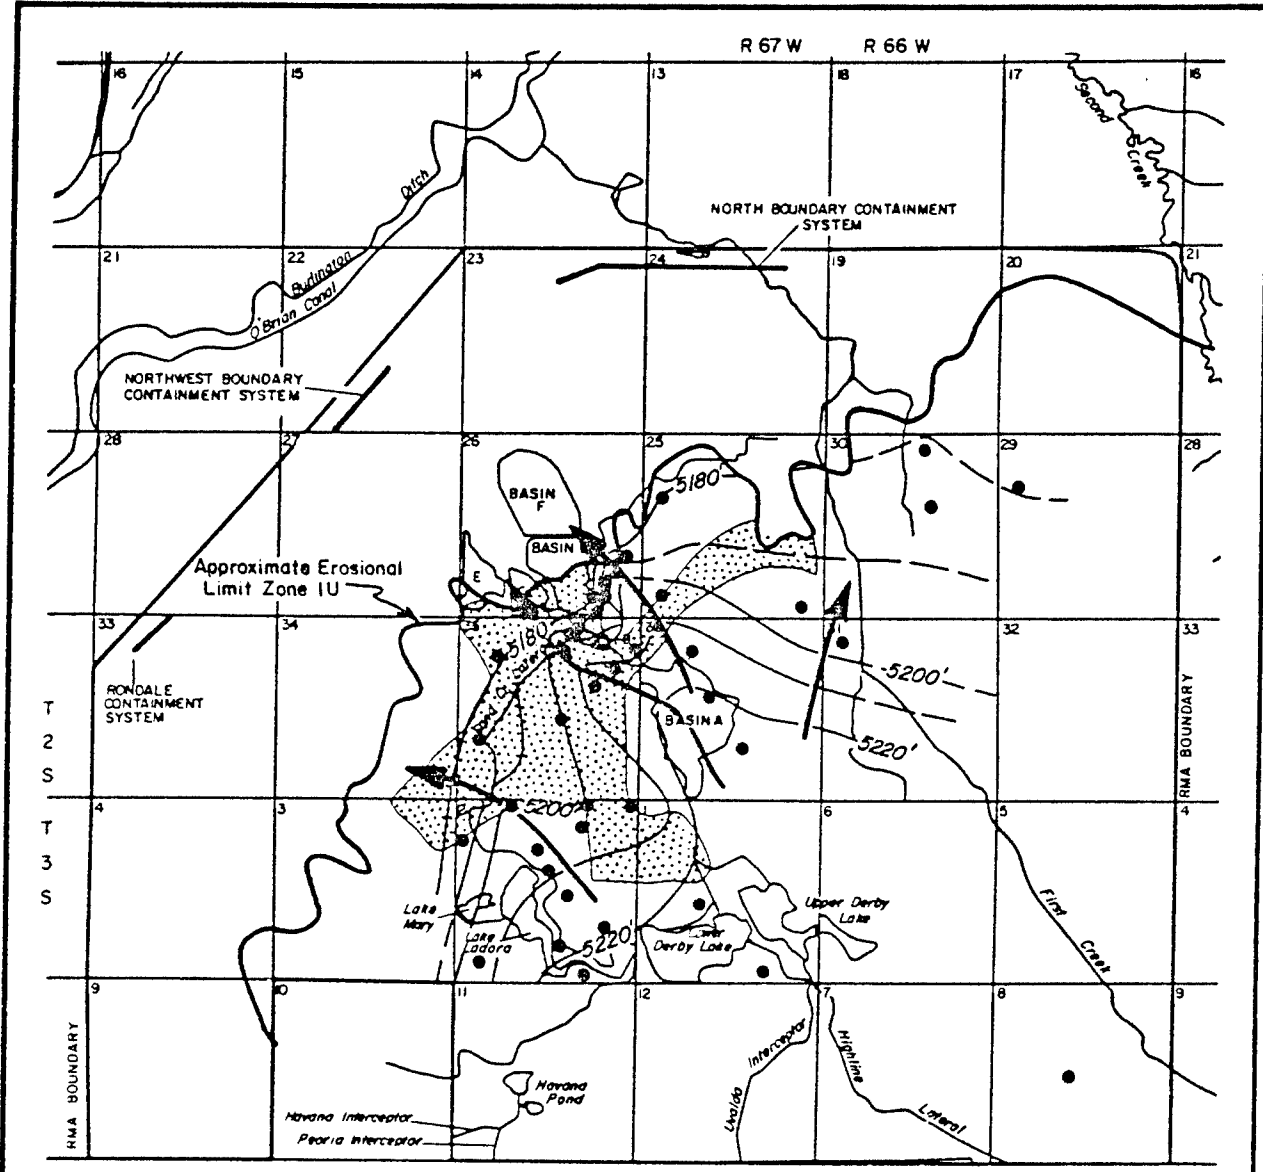 R 67 W R 66 W
16 15 14 13 18 17 16
Second Creek
Ditch
NORTH BOUNDARY CONTAINMENT
SYSTEM
21 22 23 24 19 20 21
Burlington
O'Brian Canal
NORTHWEST BOUNDARY
CONTAINMENT SYSTEM
28 27 26 25 30 29 28
5180'
BASIN
F
BASIN
Approximate Erosional
Limit Zone 1U
E
33 34 32 33
5180'
5200'
RONDALE
CONTAINMENT
SYSTEM
T
2
S
BASIN A
5220'
RMA BOUNDARY
4 3 5200' 1 6 5 4
T
3
S
Lake
Mary
Lake
Ladora
5220'
Lower
Derby Lake
Upper Derby
Lake
First Creek
9 10 11 12 7 8 9
RMA BOUNDARY
Havana
Pond
Havana Interceptor
Peoria Interceptor
Uvalda Interceptor
Highline Lateral